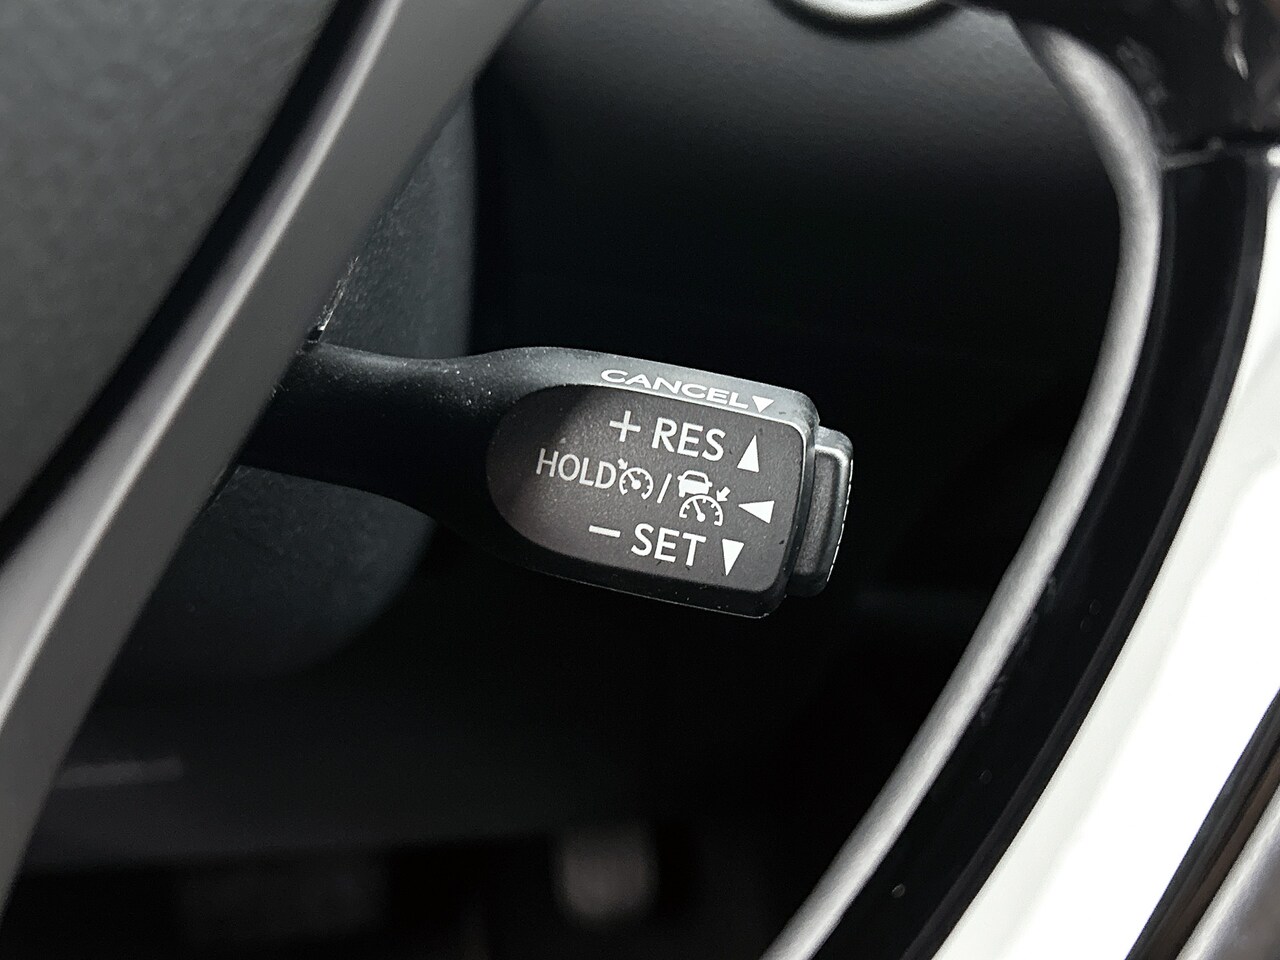 CANCEL▼
+ RES ▲
HOLD / ◀
− SET ▼